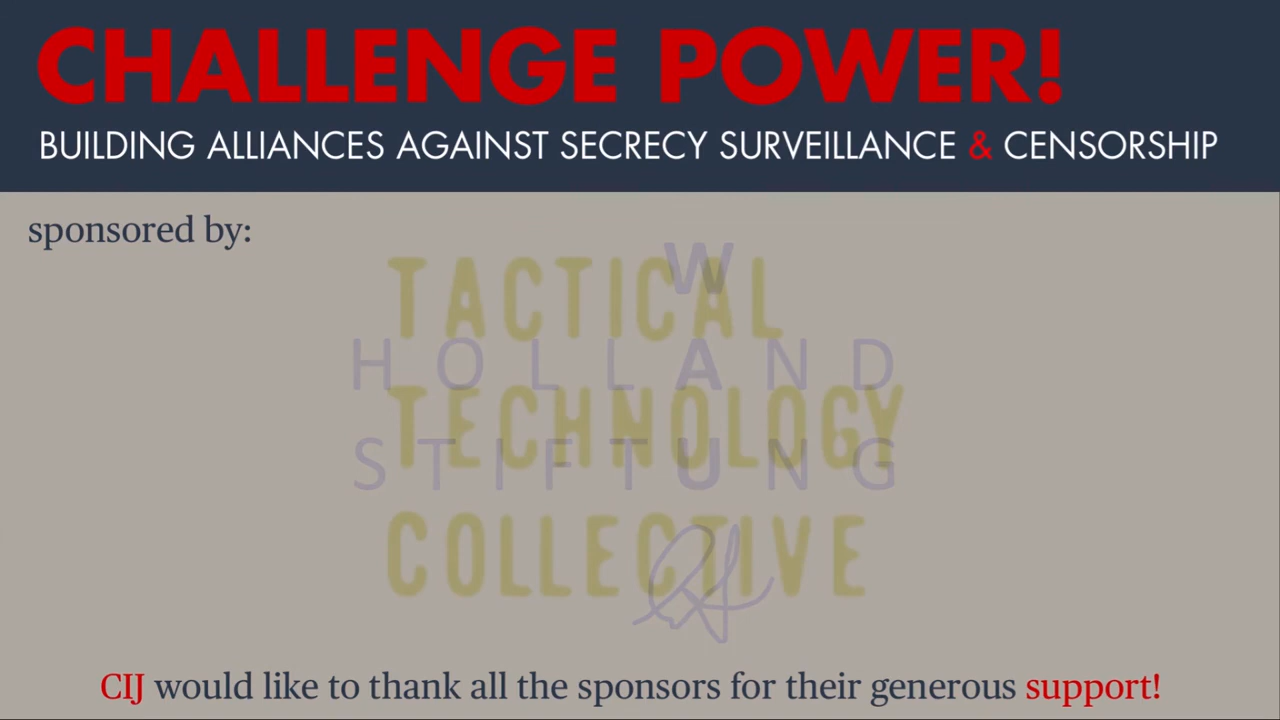 CHALLENGE POWER!
BUILDING ALLIANCES AGAINST SECRECY SURVEILLANCE & CENSORSHIP
sponsored by:
TACTICAL
TECHNOLOGY
COLLECTIVE
W
HOLLAND
STIFTUNG
CIJ would like to thank all the sponsors for their generous support!